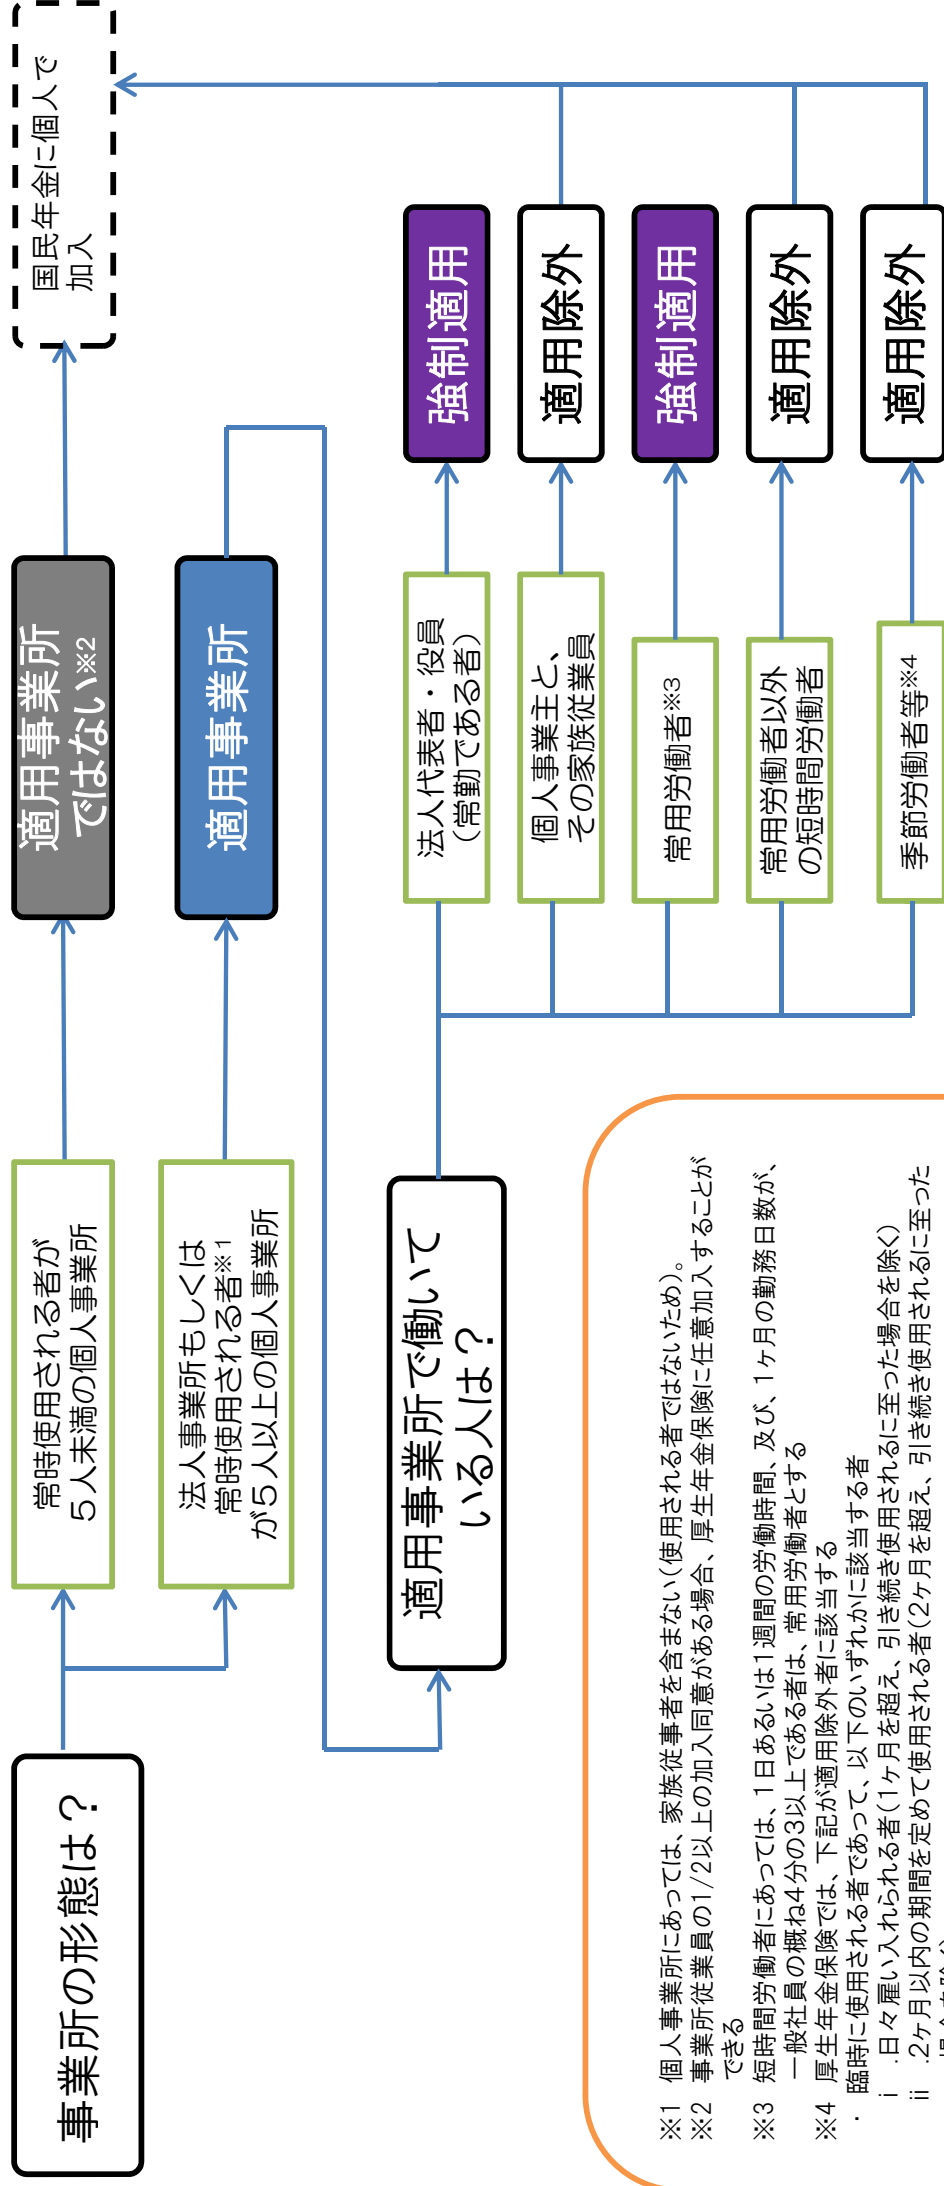 事業所の形態は？
常時使用される者が
５人未満の個人事業所
適用事業所
ではない※2
国民年金に個人で
加入
法人事業所もしくは
常時使用される者※1
が５人以上の個人事業所
適用事業所
適用事業所で働いて
いる人は？
法人代表者・役員
（常勤である者）
強制適用
個人事業主と、
その家族従業員
適用除外
常用労働者※3
強制適用
常用労働者以外
の短時間労働者
適用除外
季節労働者等※4
適用除外
※1 個人事業所にあっては、家族従事者を含まない（使用される者ではないため）。
※2 事業所従業員の1/2以上の加入同意がある場合、厚生年金保険に任意加入することが
できる
※3 短時間労働者にあっては、1日あるいは1週間の労働時間、及び、1ヶ月の勤務日数が、
一般社員の概ね4分の3以上である者は、常用労働者とする
※4 厚生年金保険では、下記が適用除外者に該当する
・ 臨時に使用される者であって、以下のいずれかに該当する者
ⅰ .日々雇い入れられる者（1ヶ月を超え、引き続き使用されるに至った場合を除く）
ⅱ .2ヶ月以内の期間を定めて使用される者（2ヶ月を超え、引き続き使用されるに至った